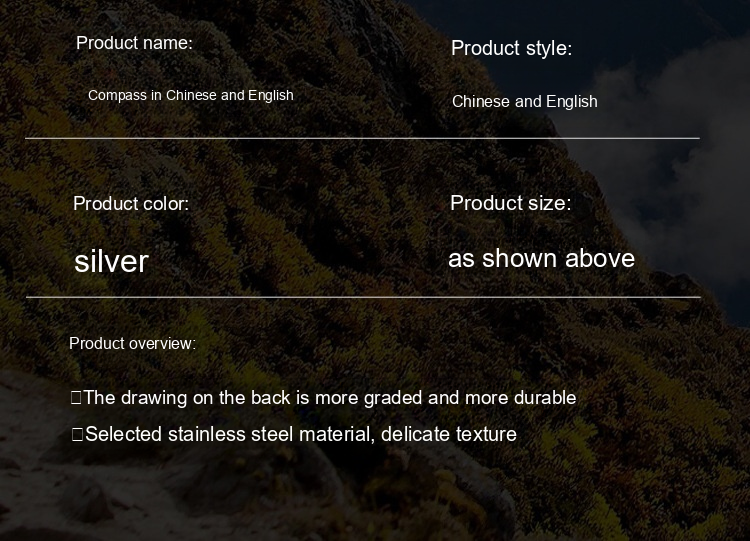 Product name:
Product style:
Compass in Chinese and English
Chinese and English
Product color:
Product size:
silver
as shown above
Product overview:
□The drawing on the back is more graded and more durable
□Selected stainless steel material, delicate texture